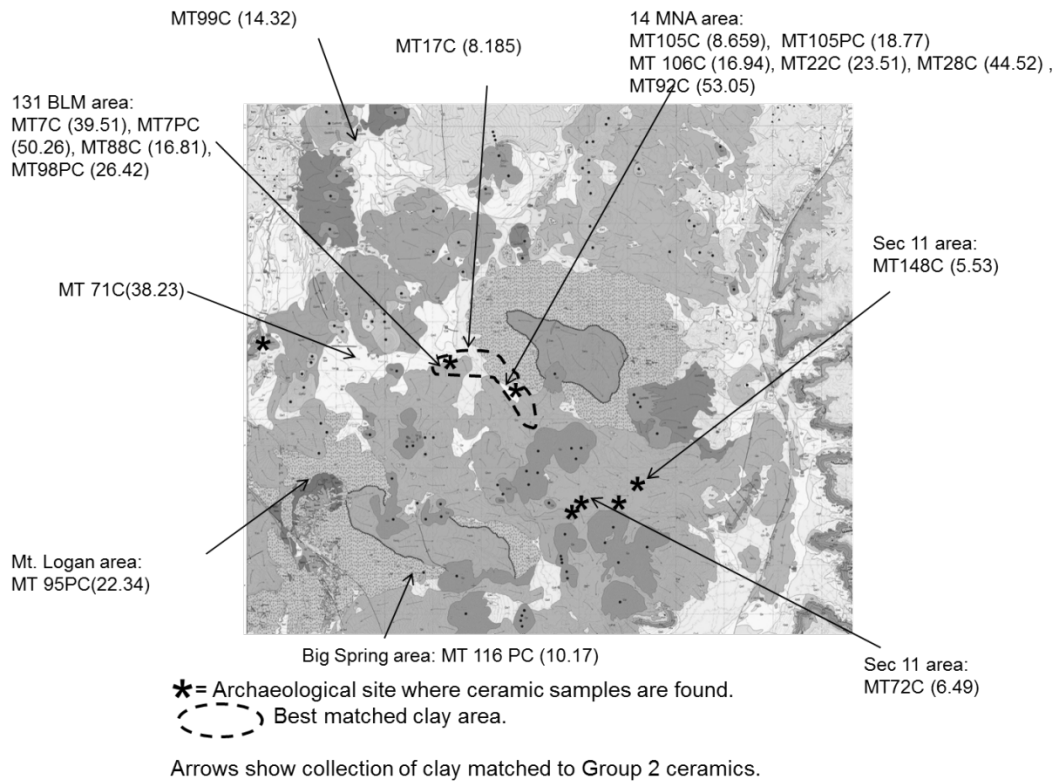 MT99C (14.32)
MT17C (8.185)
14 MNA area:
MT105C (8.659), MT105PC (18.77)
MT 106C (16.94), MT22C (23.51), MT28C (44.52) ,
MT92C (53.05)
131 BLM area:
MT7C (39.51), MT7PC
(50.26), MT88C (16.81),
MT98PC (26.42)
Sec 11 area:
MT148C (5.53)
MT 71C(38.23)
Mt. Logan area:
MT 95PC(22.34)
Big Spring area: MT 116 PC (10.17)
Sec 11 area:
MT72C (6.49)
*= Archaeological site where ceramic samples are found.
Best matched clay area.
Arrows show collection of clay matched to Group 2 ceramics.